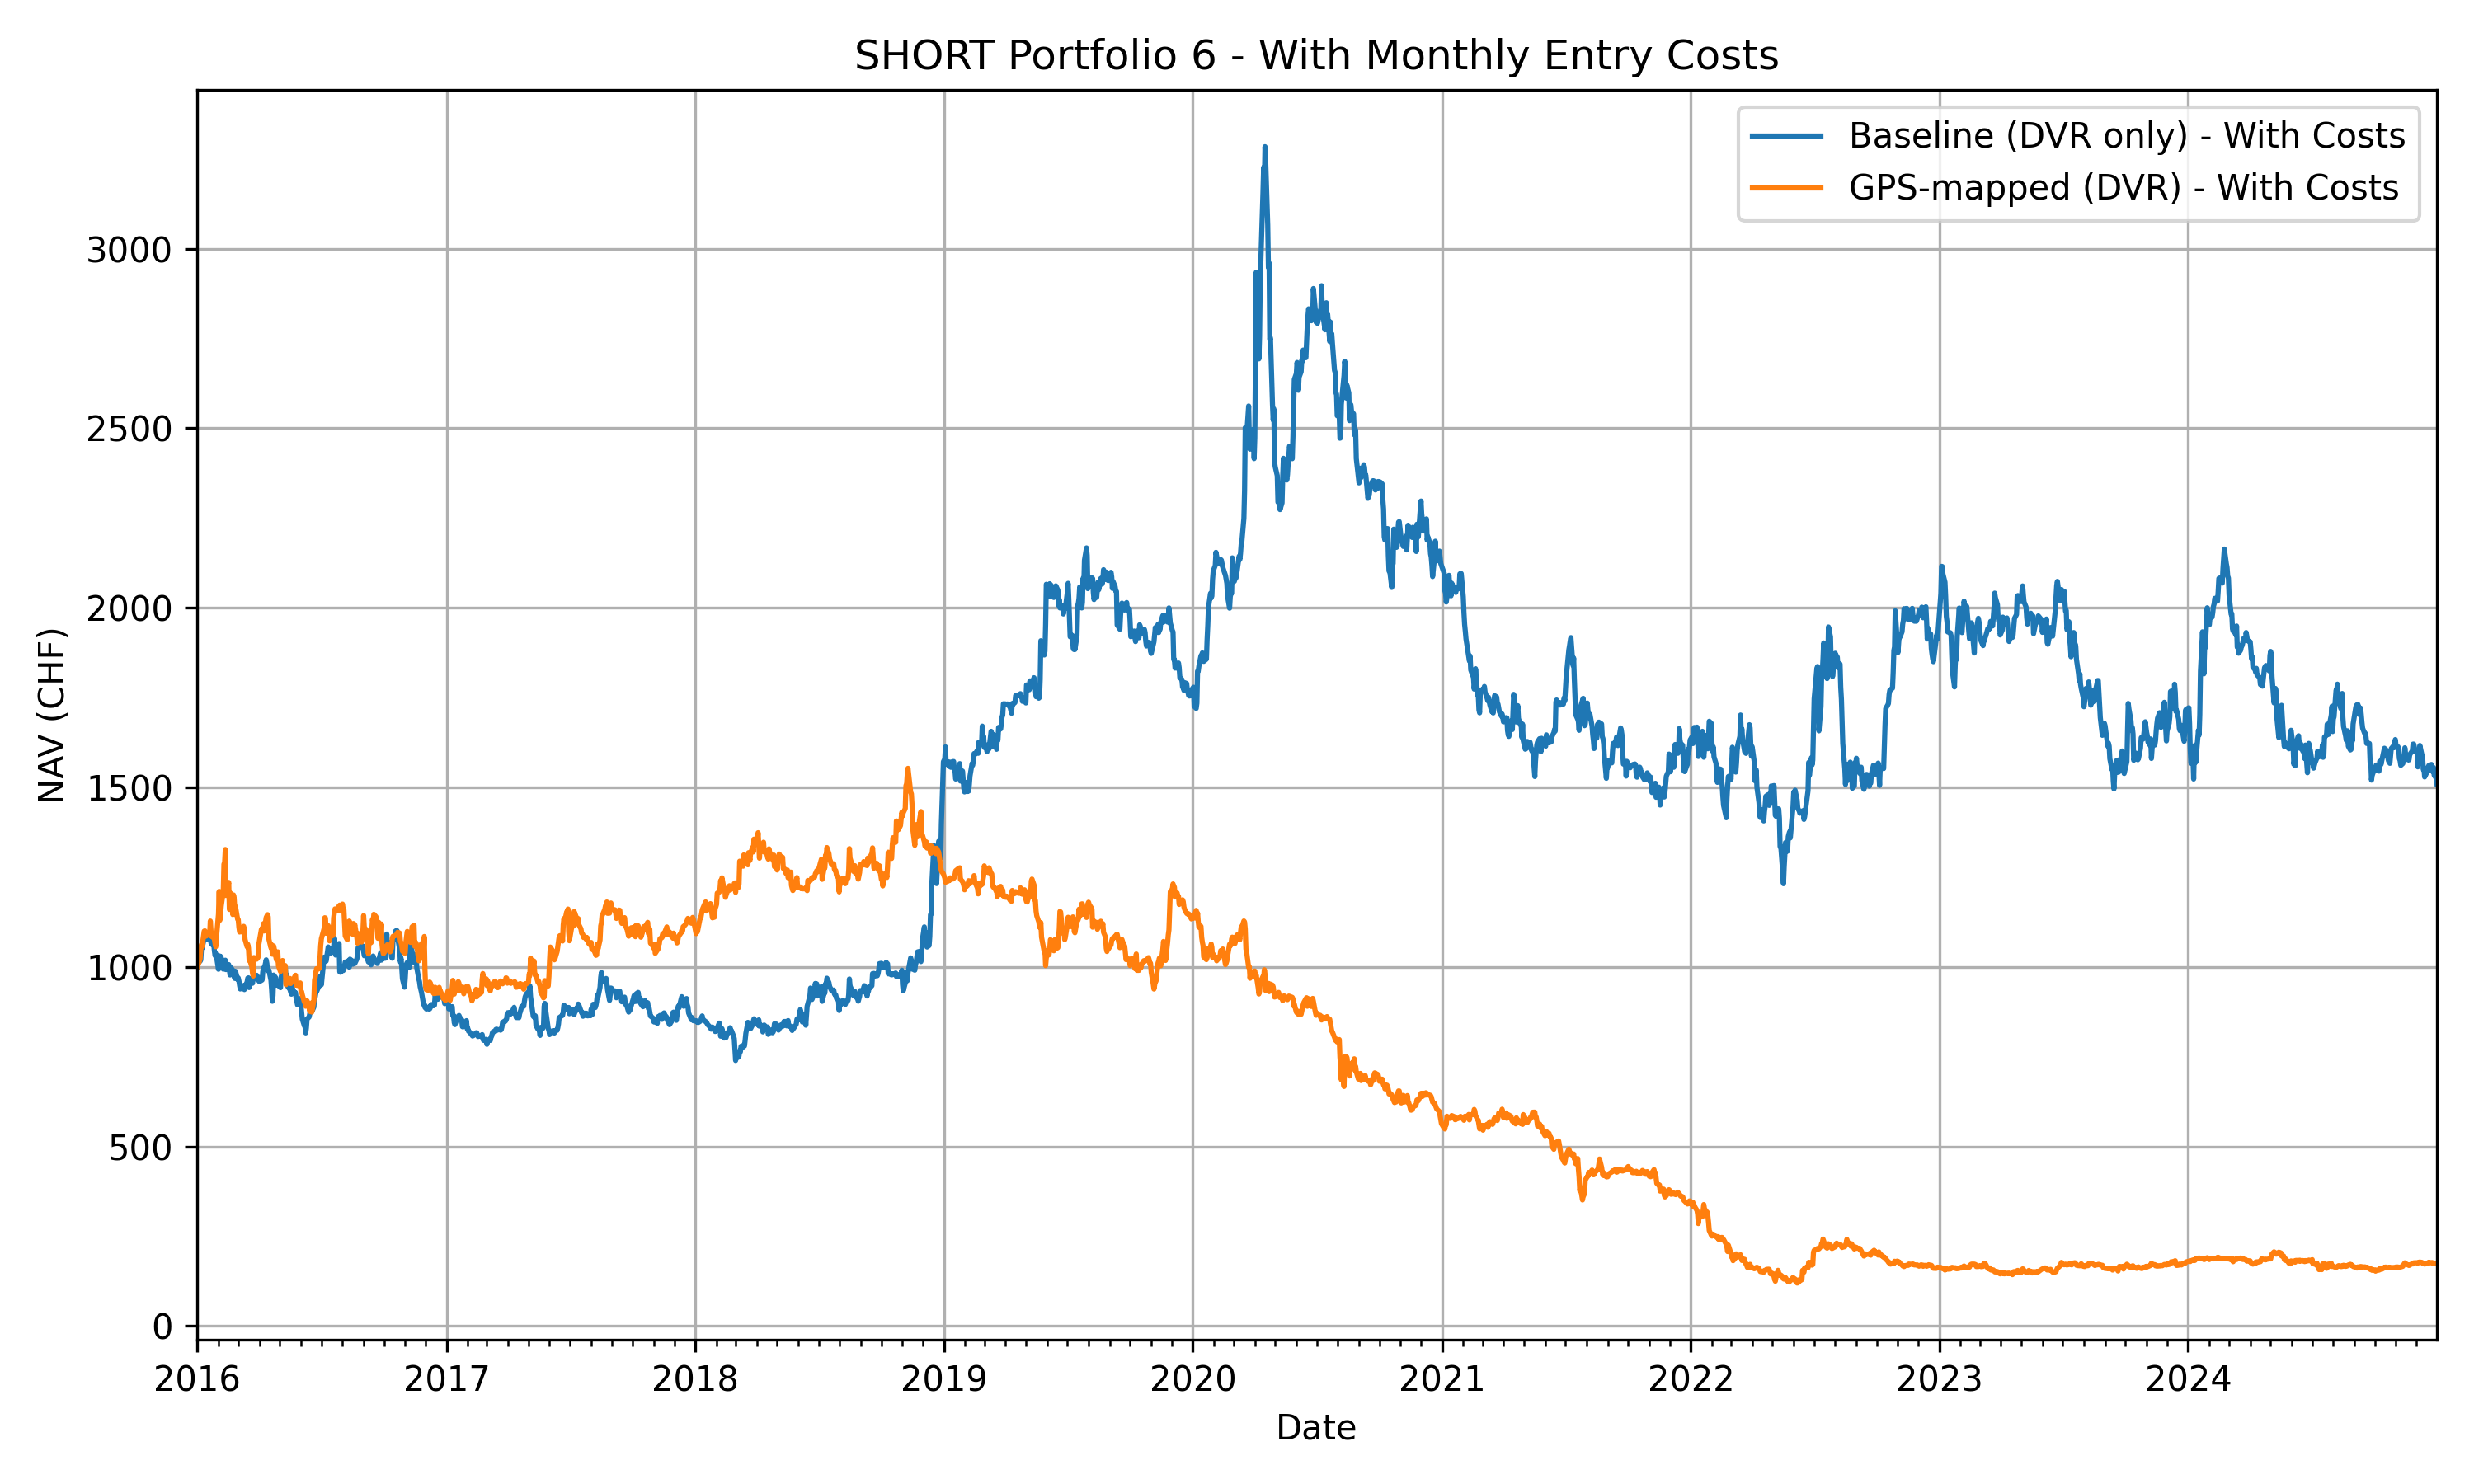 SHORT Portfolio 6 - With Monthly Entry Costs
Baseline (DVR only) - With Costs
GPS-mapped (DVR) - With Costs
NAV (CHF)
3000
2500
2000
1500
1000
500
0
2016 2017 2018 2019 2020 2021 2022 2023 2024
Date